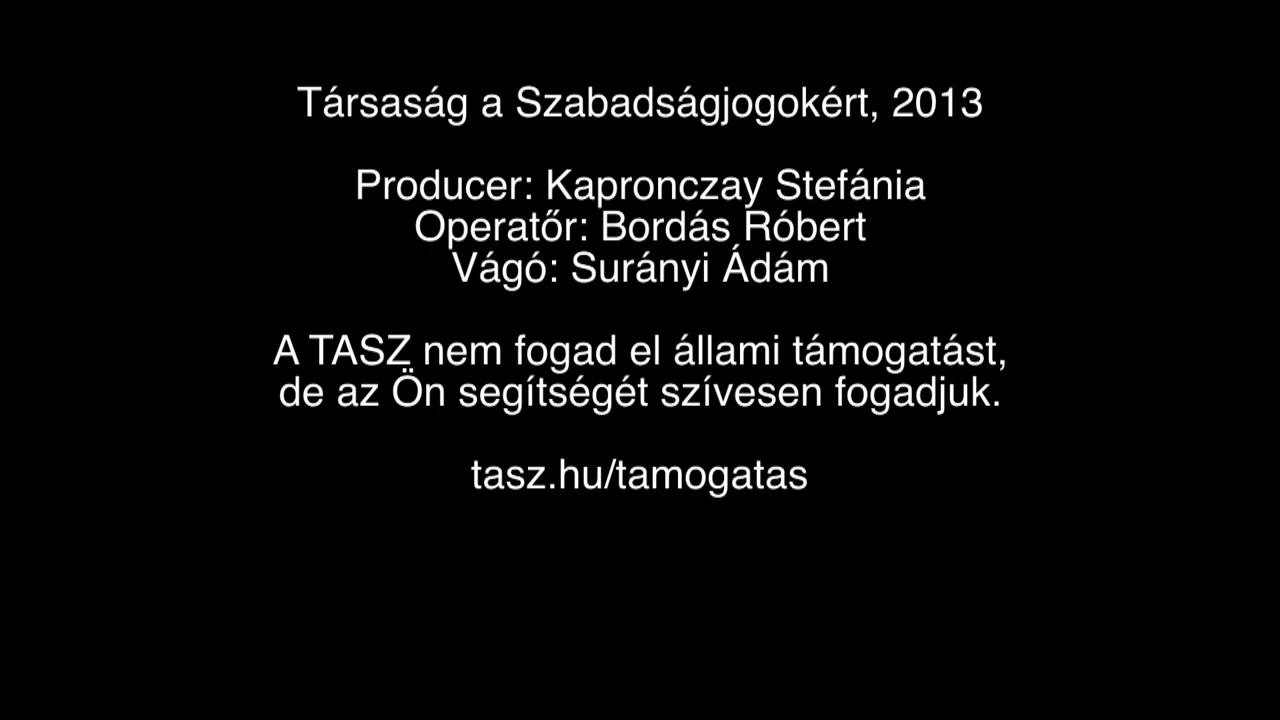 Társaság a Szabadságjogokért, 2013
Producer: Kapronczay Stefánia
Operatőr: Bordás Róbert
Vágó: Surányi Ádám
A TASZ nem fogad el állami támogatást,
de az Ön segítségét szívesen fogadjuk.
tasz.hu/tamogatas